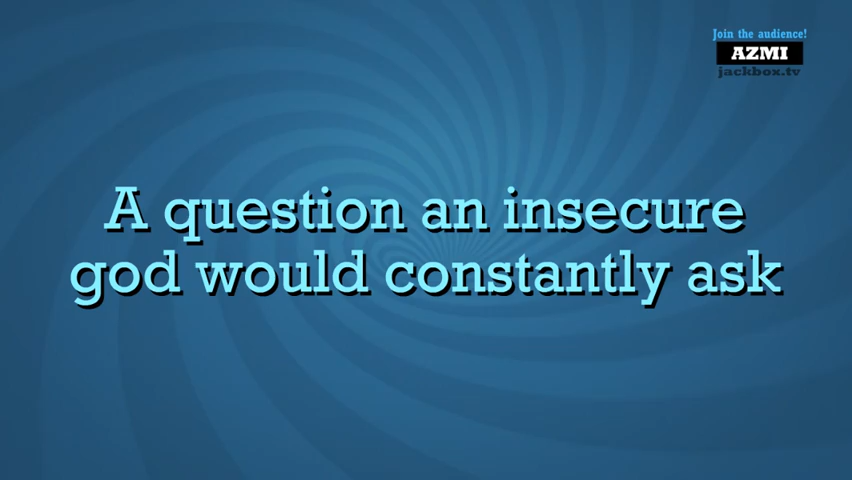 Join the audience!
AZMI
jackbox.tv
A question an insecure
god would constantly ask